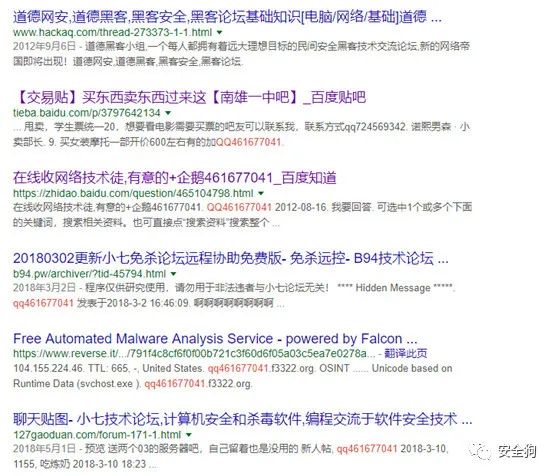 道德网安,道德黑客,黑客安全,黑客论坛基础知识[电脑/网络/基础]道德 ...
www.hackaq.com/thread-273373-1-1.html
2012年9月6日 - 道德黑客小组,一个每人都拥有着远大理想目标的民间安全黑客技术交流论坛,新的网络帝
国即将出现！道德网安,道德黑客,黑客安全,黑客论坛.
【交易贴】买东西卖东西过来这【南雄一中吧】_百度贴吧
tieba.baidu.com/p/3797642134
... 甩卖，学生票统一20，想要看电影需要买票的吧友可以联系我，联系方式qq724569342. 诺熙男森 · 小
卖部长. 9. 买女装摩托一部开价600左右有的加QQ461677041.
在线收网络技术徒,有意的+企鹅461677041_百度知道
https://zhidao.baidu.com/question/465104798.html
在线收网络技术徒,有意的+企鹅461677041. QQ461677041 2012-08-16. 我要回答. 可选中1个或多个下面
的关键词，搜索相关资料。也可直接点"搜索资料"搜索整个 ...
20180302更新小七免杀论坛远程协助免费版- 免杀远控- B94技术论坛 ...
b94.pw/archiver/?tid-45794.html
2018年3月2日 - 程序仅供研究使用，请勿用于非法违者与小七论坛无关！ **** Hidden Message *****.
qq461677041 发表于2018-3-2 16:46:09. 啊啊啊啊啊啊啊啊 ...
Free Automated Malware Analysis Service - powered by Falcon ...
https://www.reverse.it/.../791f4c8cf6f0f00b721c3f60d6f05a03c5ea7e0278a... - 翻译此页
104.155.224.46. TTL: 665. -, United States. qq461677041.f3322.org. OSINT ...... Unicode based on
Runtime Data (svchost.exe ). qq461677041.f3322.org.
聊天贴图- 小七技术论坛,计算机安全和杀毒软件,编程交流于软件安全技术 ...
127gaoduan.com/forum-171-1.html
2018年5月1日 - 预览 送两个03的服务器吧，自己留着也是没用的 新人帖. qq461677041 2018-3-10,
1155, 吃炼奶 2018-3-10 18:23 ...
安全狗